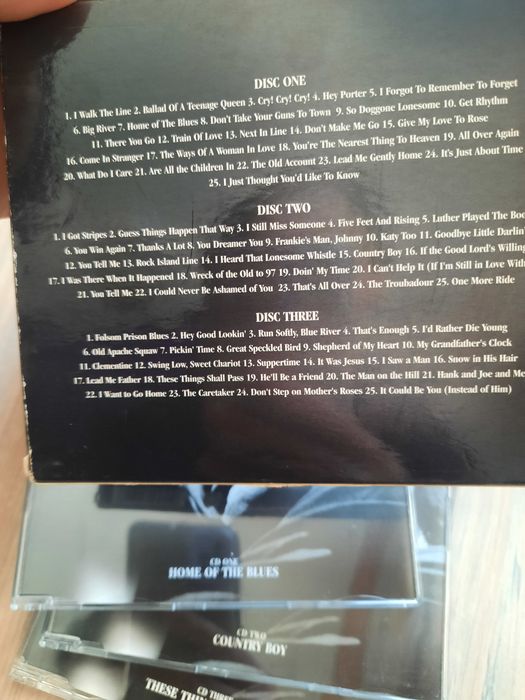 DISC ONE
1. I Walk The Line 2. Ballad Of A Teenage Queen 3. Cry! Cry! Cry! 4. Hey Porter 5. I Forgot To Remember To Forget
6. Big River 7. Home of The Blues 8. Don't Take Your Guns To Town 9. So Doggone Lonesome 10. Get Rhythm
11. There You Go 12. Train Of Love 13. Next In Line 14. Don't Make Me Go 15. Give My Love To Rose
16. Come In Stranger 17. The Ways Of A Woman In Love 18. You're The Nearest Thing To Heaven 19. All Over Again
20. What Do I Care 21. Are All the Children In 22. The Old Account 23. Lead Me Gently Home 24. It's Just About Time
25. I Just Thought You'd Like To Know
DISC TWO
1. I Got Stripes 2. Guess Things Happen That Way 3. I Still Miss Someone 4. Five Feet And Rising 5. Luther Played The Boo
6. You Win Again 7. Thanks A Lot 8. You Dreamer You 9. Frankie's Man, Johnny 10. Katy Too 11. Goodbye Little Darlin'
12. You Tell Me 13. Rock Island Line 14. I Heard That Lonesome Whistle 15. Country Boy 16. If the Good Lord's Willing
17. I Was There When It Happened 18. Wreck of the Old to 97 19. Doin' My Time 20. I Can't Help It (If I'm Still in Love With
21. You Tell Me 22. I Could Never Be Ashamed of You 23. That's All Over 24. The Troubadour 25. One More Ride
DISC THREE
1. Folsom Prison Blues 2. Hey Good Lookin' 3. Run Softly, Blue River 4. That's Enough 5. I'd Rather Die Young
6. Old Apache Squaw 7. Pickin' Time 8. Great Speckled Bird 9. Shepherd of My Heart 10. My Grandfather's Clock
11. Clementine 12. Swing Low, Sweet Chariot 13. Suppertime 14. It Was Jesus 15. I Saw a Man 16. Snow in His Hair
17. Lead Me Father 18. These Things Shall Pass 19. He'll Be a Friend 20. The Man on the Hill 21. Hank and Joe and Me
22. I Want to Go Home 23. The Caretaker 24. Don't Step on Mother's Roses 25. It Could Be You (Instead of Him)
CD ONE
HOME OF THE BLUES
CD TWO
COUNTRY BOY
CD THREE
THESE